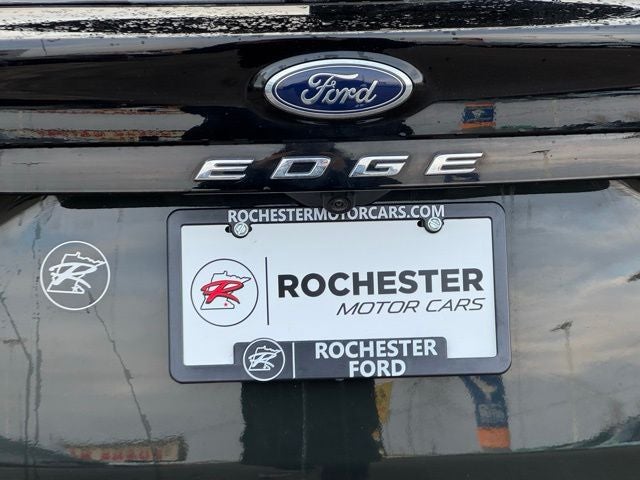 Ford
EDGE
ROCHESTERMOTORCARS.COM
R
R
ROCHESTER
MOTOR CARS
R
ROCHESTER
FORD